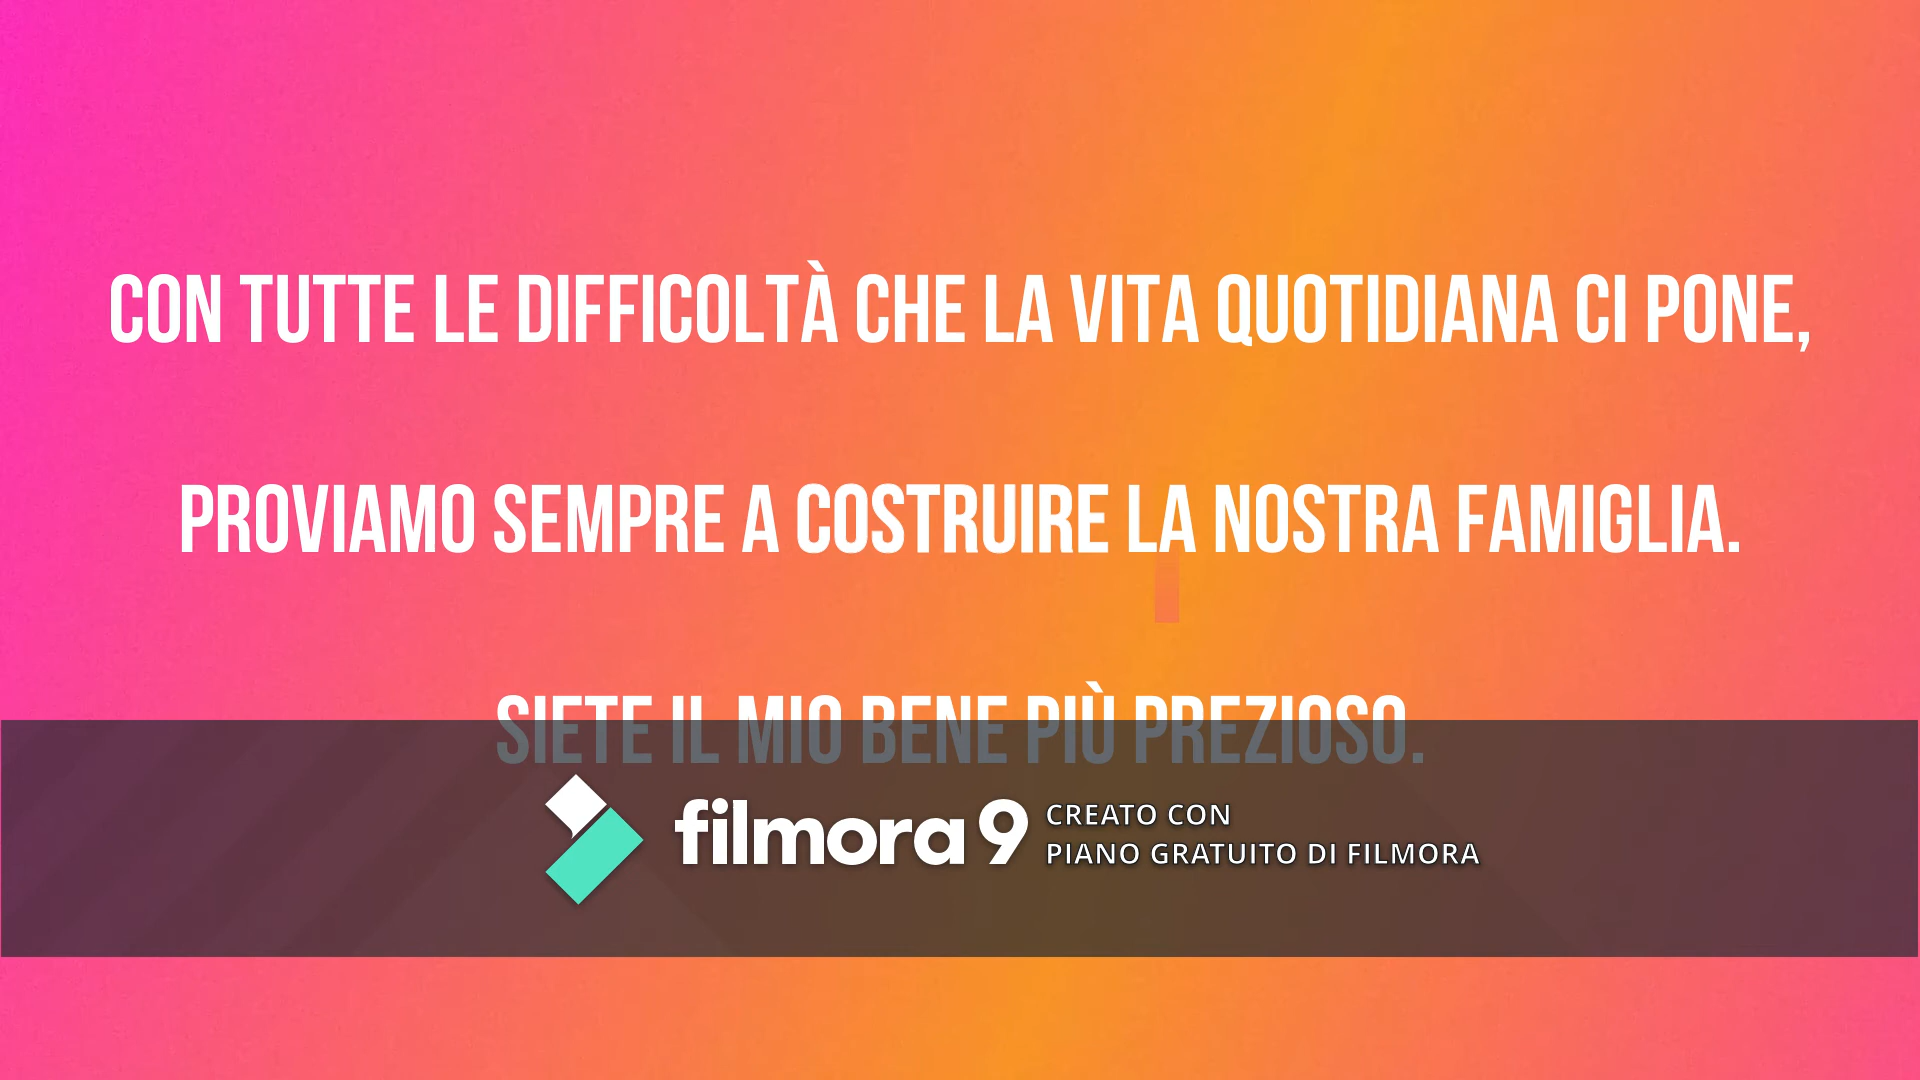 CON TUTTE LE DIFFICOLTÀ CHE LA VITA QUOTIDIANA CI PONE,
PROVIAMO SEMPRE A COSTRUIRE LA NOSTRA FAMIGLIA.
SIETE IL MIO BENE PIÙ PREZIOSO.
filmora 9
CREATO CON
PIANO GRATUITO DI FILMORA